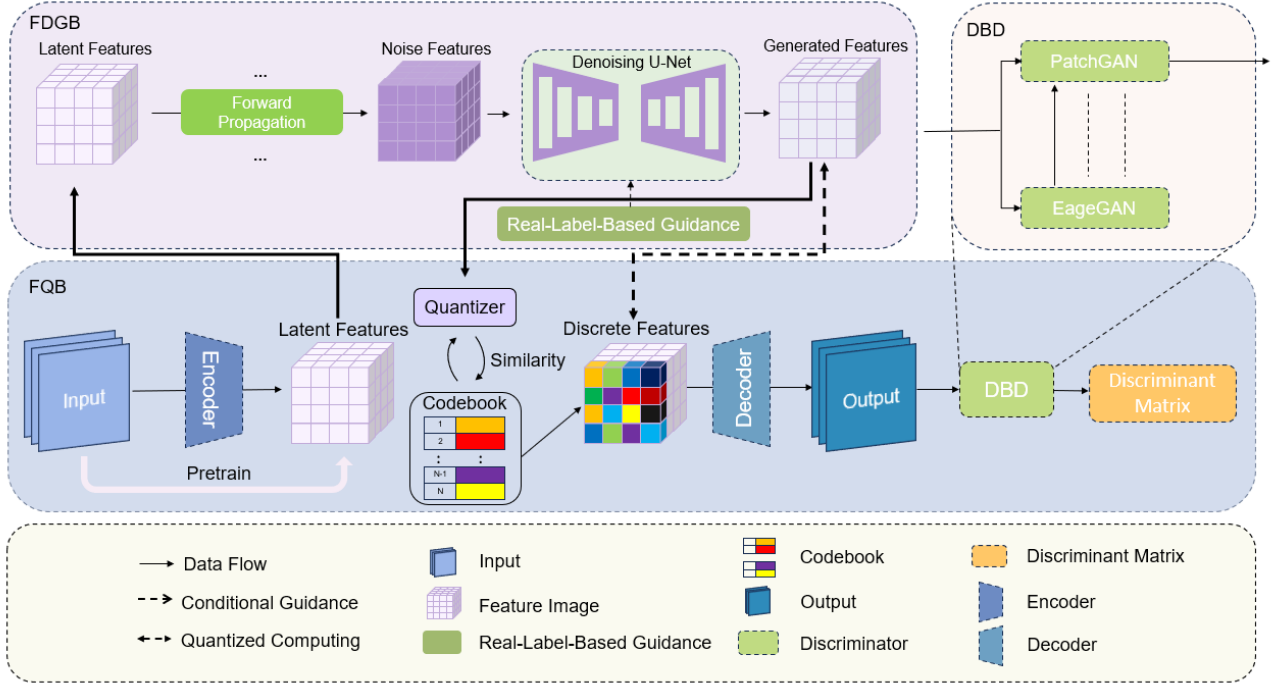 FDGB
Latent Features
...
Forward
Propagation
...
Noise Features
Denoising U-Net
Generated Features
Real-Label-Based Guidance
DBD
PatchGAN
EageGAN
FQB
Input
Encoder
Latent Features
Pretrain
Quantizer
Similarity
Codebook
1
2
: :
N-1
N
Discrete Features
Decoder
Output
DBD
Discriminant
Matrix
Data Flow
Conditional Guidance
Quantized Computing
Input
Feature Image
Real-Label-Based Guidance
Codebook
Output
Discriminator
Discriminant Matrix
Encoder
Decoder